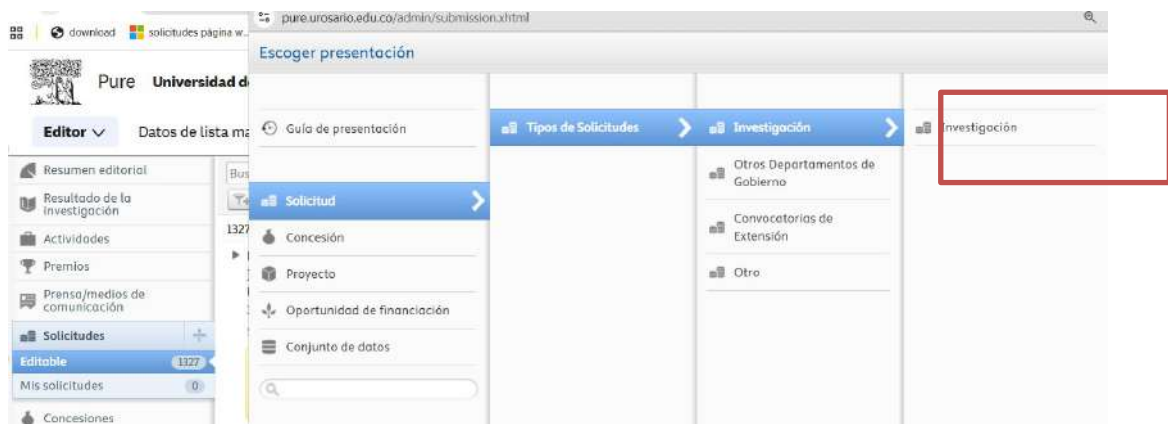 pure.urosario.edu.co/admin/submission.xhtml
download solicitudes página w...
Escoger presentación
Pure Universidad d
Editor Datos de lista ma
Resumen editorial
Resultado de la
investigación
Actividades
Premios
Prensa/medios de
comunicación
Solicitudes
Editable 1327
Mis solicitudes 0
Concesiones
Bus
1327
Guía de presentación
Solicitud
Concesión
Proyecto
Oportunidad de financiación
Conjunto de datos
Tipos de Solicitudes
Investigación
Otros Departamentos de
Gobierno
Convocatorias de
Extensión
Otro
Investigación